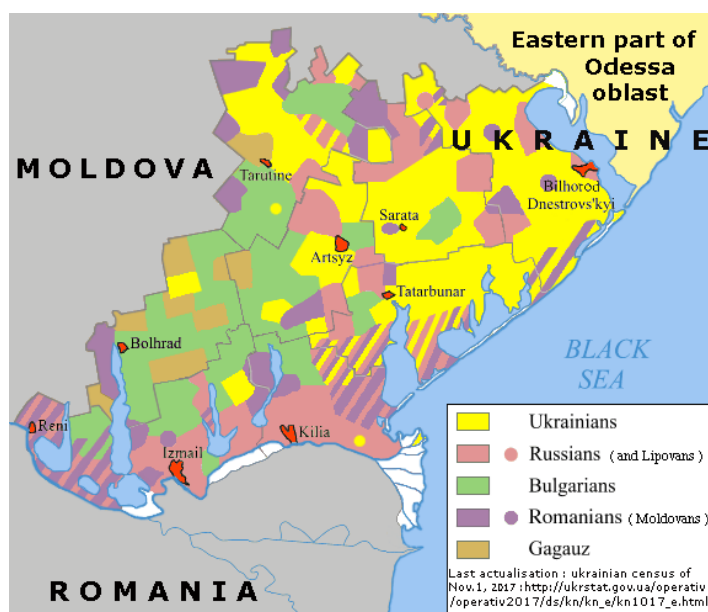 Eastern part of
Odessa
oblast
UKRAINE
MOLDOVA
Tarutine
Bilhorod
Dnestrovs'kyi
Sarata
Artsyz
Tatarbunar
Bolhrad
BLACK
SEA
Reni
Izmail
Kilia
Ukrainians
Russians (and Lipovans)
Bulgarians
Romanians (Moldovans)
Gagauz
Last actualisation : ukrainian census of
Nov.1, 2017 :http://ukrstat.gov.ua/operativ
/operativ2017/ds/kn/kn_e/kn1017_e.html
ROMANIA